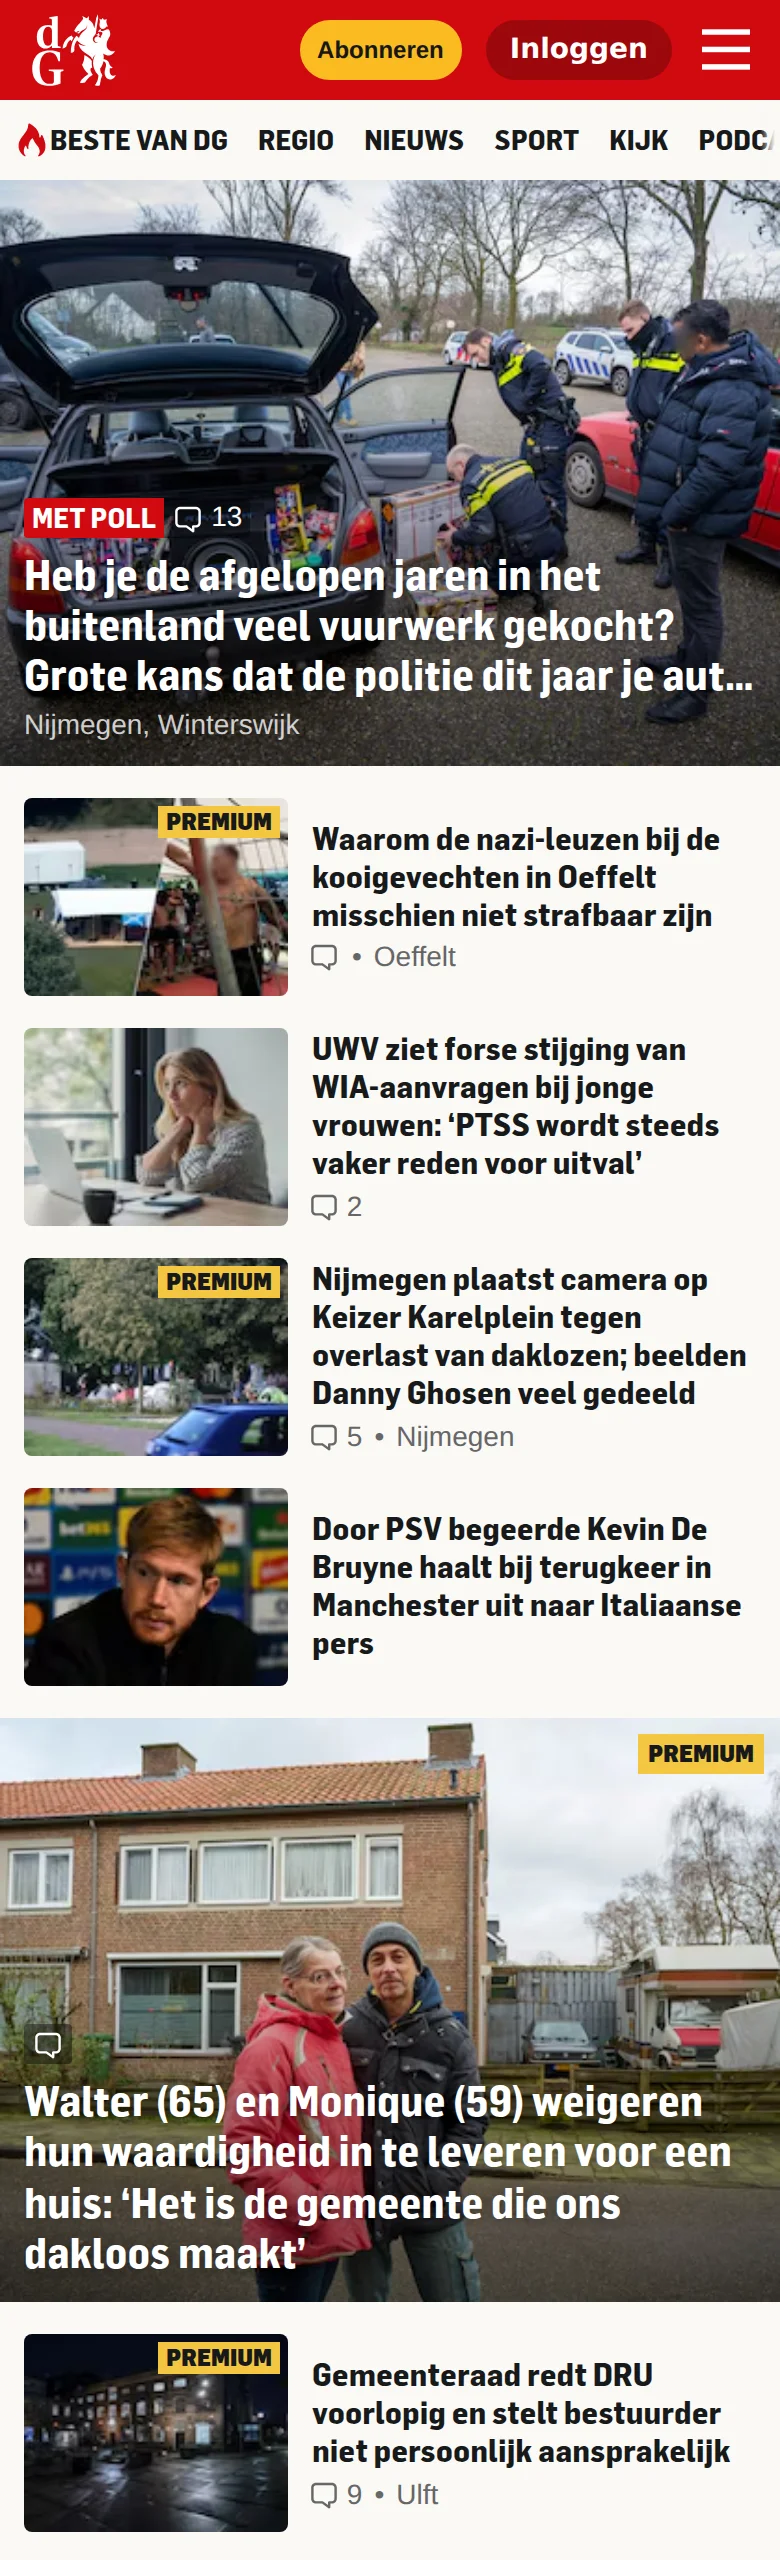 dG
Abonneren
Inloggen
BESTE VAN DG
REGIO
NIEUWS
SPORT
KIJK
PODCA
MET POLL
13
Heb je de afgelopen jaren in het
buitenland veel vuurwerk gekocht?
Grote kans dat de politie dit jaar je aut...
Nijmegen, Winterswijk
PREMIUM
Waarom de nazi-leuzen bij de
kooigevechten in Oeffelt
misschien niet strafbaar zijn
• Oeffelt
UWV ziet forse stijging van
WIA-aanvragen bij jonge
vrouwen: ‘PTSS wordt steeds
vaker reden voor uitval’
2
PREMIUM
Nijmegen plaatst camera op
Keizer Karelplein tegen
overlast van daklozen; beelden
Danny Ghosen veel gedeeld
5 • Nijmegen
bet365
Door PSV begeerde Kevin De
Bruyne haalt bij terugkeer in
Manchester uit naar Italiaanse
pers
PREMIUM
Walter (65) en Monique (59) weigeren
hun waardigheid in te leveren voor een
huis: ‘Het is de gemeente die ons
dakloos maakt’
PREMIUM
Gemeenteraad redt DRU
voorlopig en stelt bestuurder
niet persoonlijk aansprakelijk
9 • Ulft